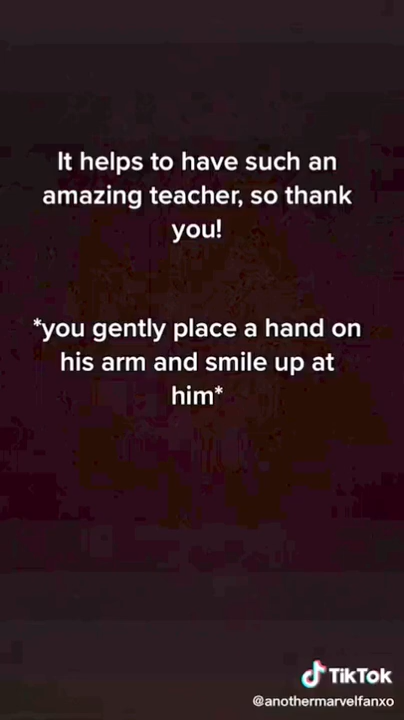 It helps to have such an
amazing teacher, so thank
you!
*you gently place a hand on
his arm and smile up at
him*
TikTok
@anothermarvelfanxo